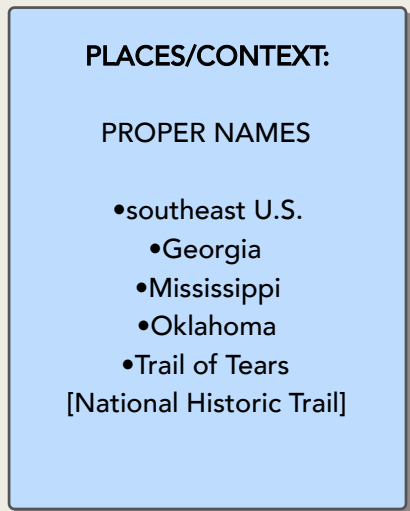 PLACES/CONTEXT:
PROPER NAMES
•southeast U.S.
•Georgia
•Mississippi
•Oklahoma
•Trail of Tears
[National Historic Trail]